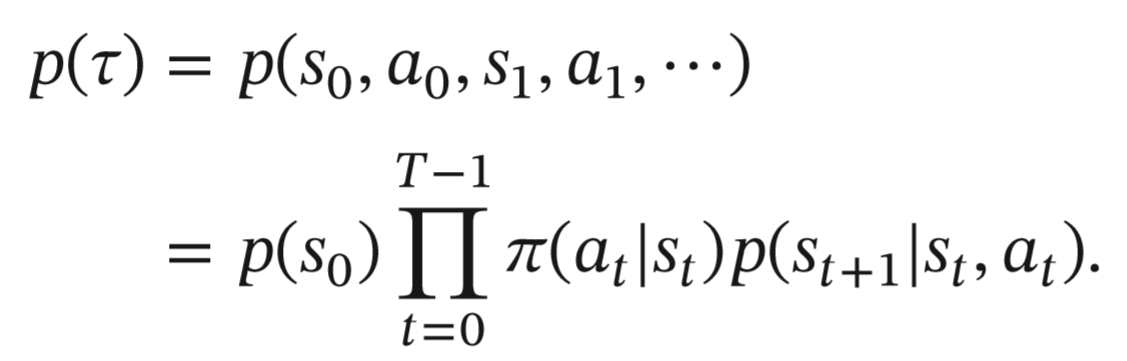 p(τ) = p(s₀, a₀, s₁, a₁, ⋯)
= p(s₀) ∏_{t=0}^{T−1} π(a_t|s_t)p(s_{t+1}|s_t, a_t).